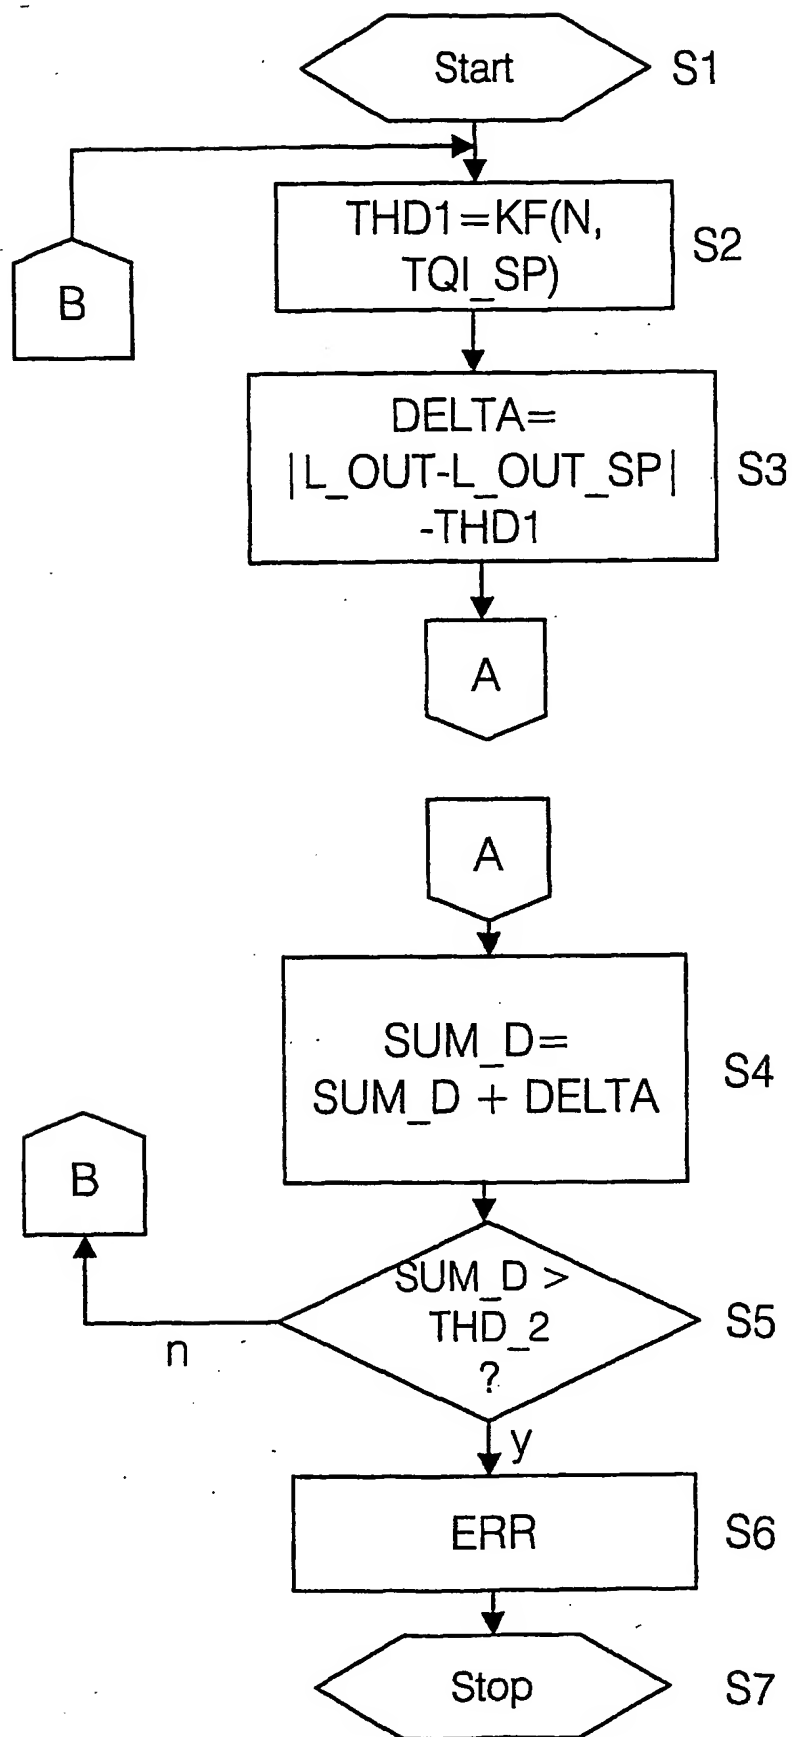 Start
S1
THD1=KF(N,
TQI_SP)
S2
B
DELTA=
|L_OUT-L_OUT_SP|
-THD1
S3
A
A
SUM_D=
SUM_D + DELTA
S4
B
SUM_D >
THD_2
?
S5
n
y
ERR
S6
Stop
S7